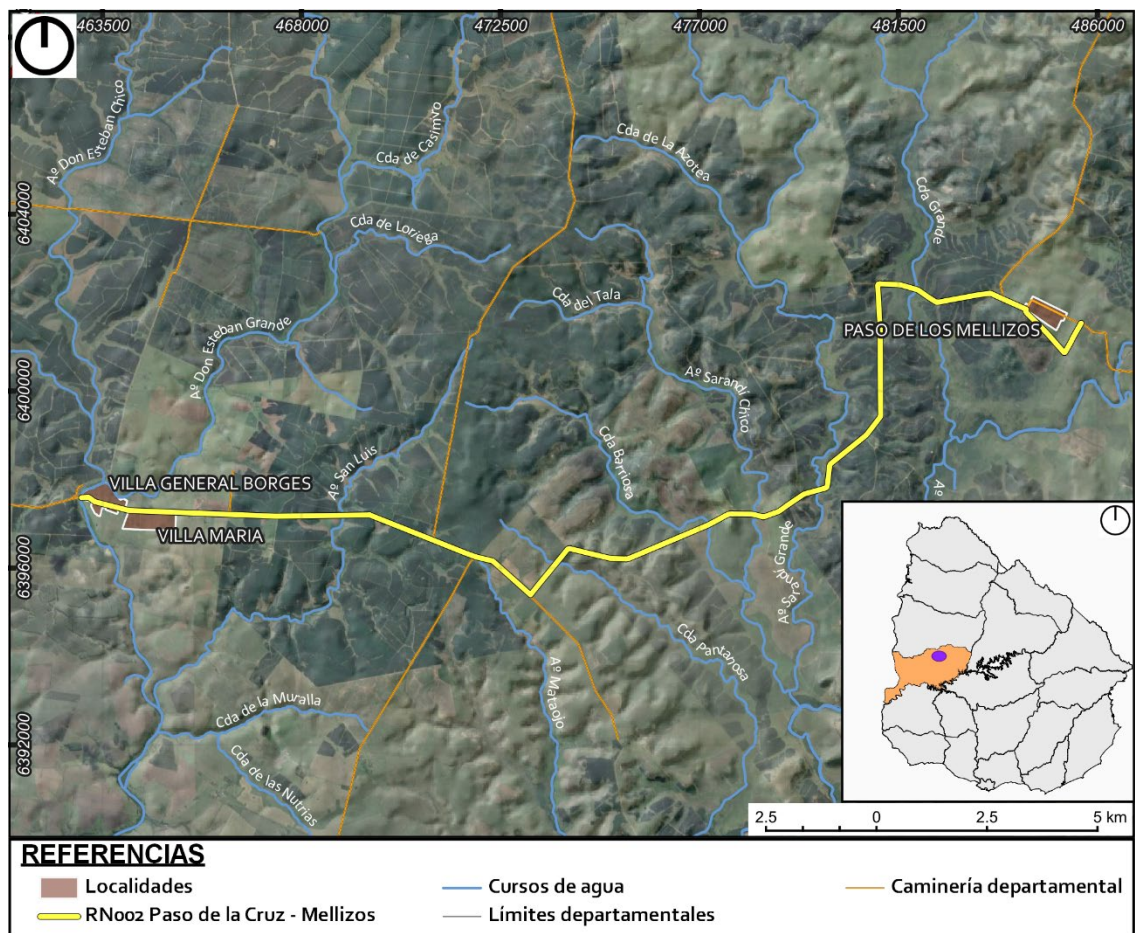 463500
468000
472500
477000
481500
486000
6404000
6400000
6396000
6392000
Aº Don Esteban Chico
Cda de Casimiro
Cda de La Azotea
Cda Grande
Cda de Loriega
Cda del Tala
PASO DE LOS MELLIZOS
Aº Don Esteban Grande
Aº Sarandí Chico
Cda Barriosa
Aº San Luis
VILLA GENERAL BORGES
VILLA MARIA
Aº
Aº Sarandí Grande
Cda Pantanosa
Aº Mataojo
Cda de la Muralla
Cda de las Nutrias
2.5 0 2.5 5 km
REFERENCIAS
Localidades
Cursos de agua
Caminería departamental
RN002 Paso de la Cruz - Mellizos
Límites departamentales